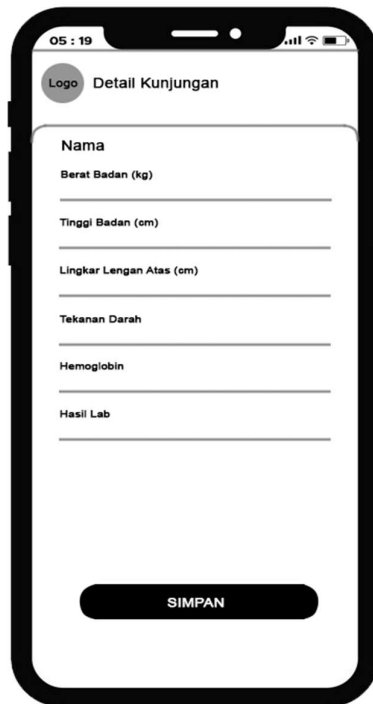 05 : 19
Logo Detail Kunjungan
Nama
Berat Badan (kg)
Tinggi Badan (cm)
Lingkar Lengan Atas (cm)
Tekanan Darah
Hemoglobin
Hasil Lab
SIMPAN